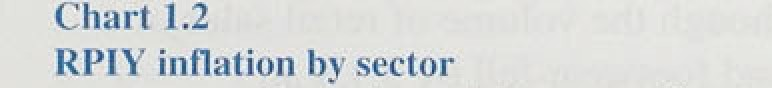 Chart 1.2
RPIY inflation by sector